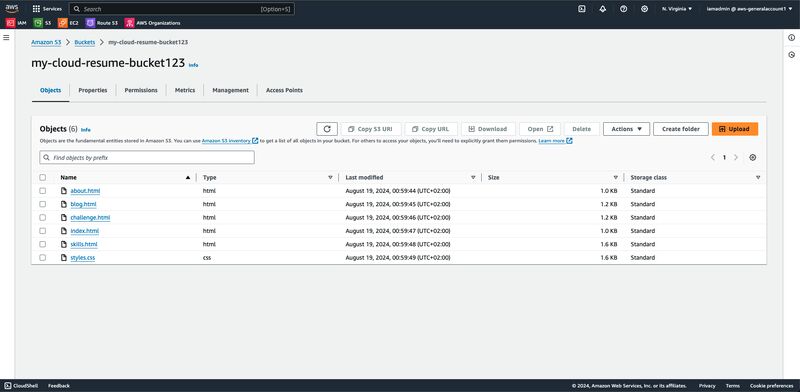 aws Services Search [Option+S] N. Virginia iamadmin @ aws-generalaccount1
IAM S3 EC2 Route 53 AWS Organizations
Amazon S3 > Buckets > my-cloud-resume-bucket123
my-cloud-resume-bucket123 Info
Objects Properties Permissions Metrics Management Access Points
Objects (6) Info Copy S3 URI Copy URL Download Open Delete Actions Create folder Upload
Objects are the fundamental entities stored in Amazon S3. You can use Amazon S3 inventory to get a list of all objects in your bucket. For others to access your objects, you'll need to explicitly grant them permissions. Learn more
Find objects by prefix 1
Name Type Last modified Size Storage class
about.html html August 19, 2024, 00:59:44 (UTC+02:00) 1.0 KB Standard
blog.html html August 19, 2024, 00:59:45 (UTC+02:00) 1.2 KB Standard
challenge.html html August 19, 2024, 00:59:46 (UTC+02:00) 1.2 KB Standard
index.html html August 19, 2024, 00:59:47 (UTC+02:00) 1.0 KB Standard
skills.html html August 19, 2024, 00:59:48 (UTC+02:00) 1.6 KB Standard
styles.css css August 19, 2024, 00:59:49 (UTC+02:00) 1.6 KB Standard
CloudShell Feedback © 2024, Amazon Web Services, Inc. or its affiliates. Privacy Terms Cookie preferences